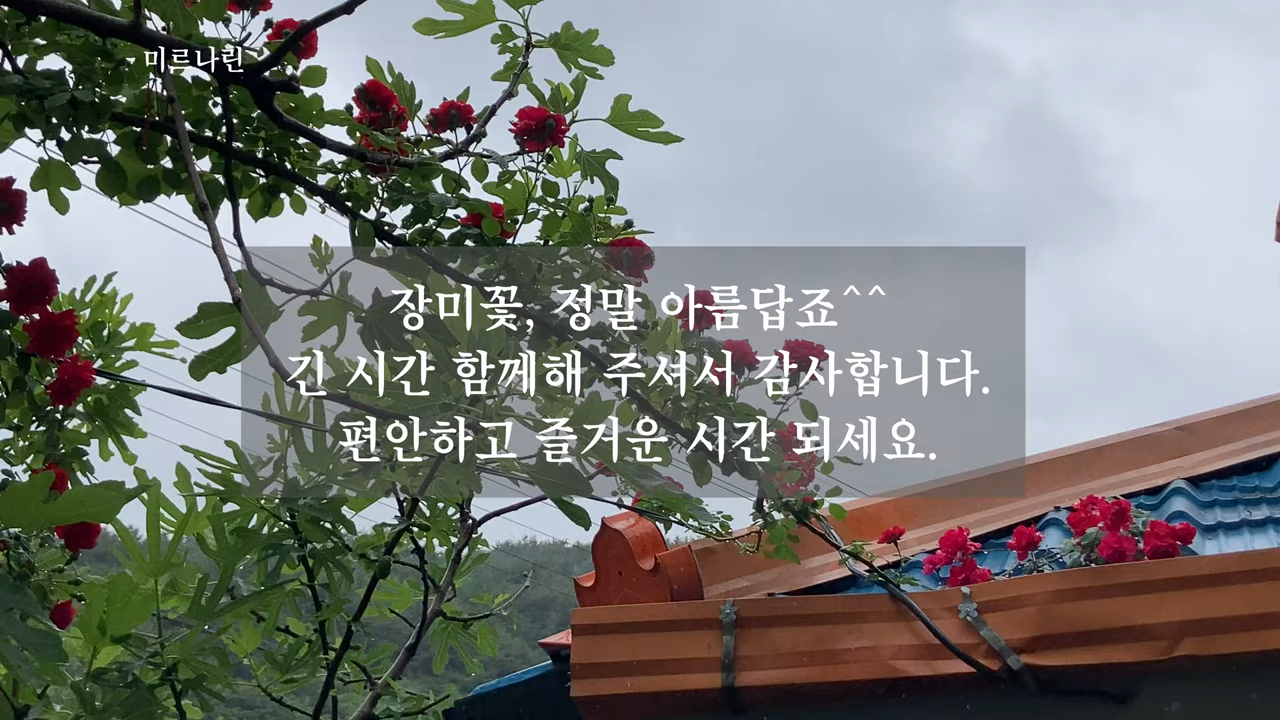 미르나린
장미꽃, 정말 아름답죠^^
긴 시간 함께해 주셔서 감사합니다.
편안하고 즐거운 시간 되세요.